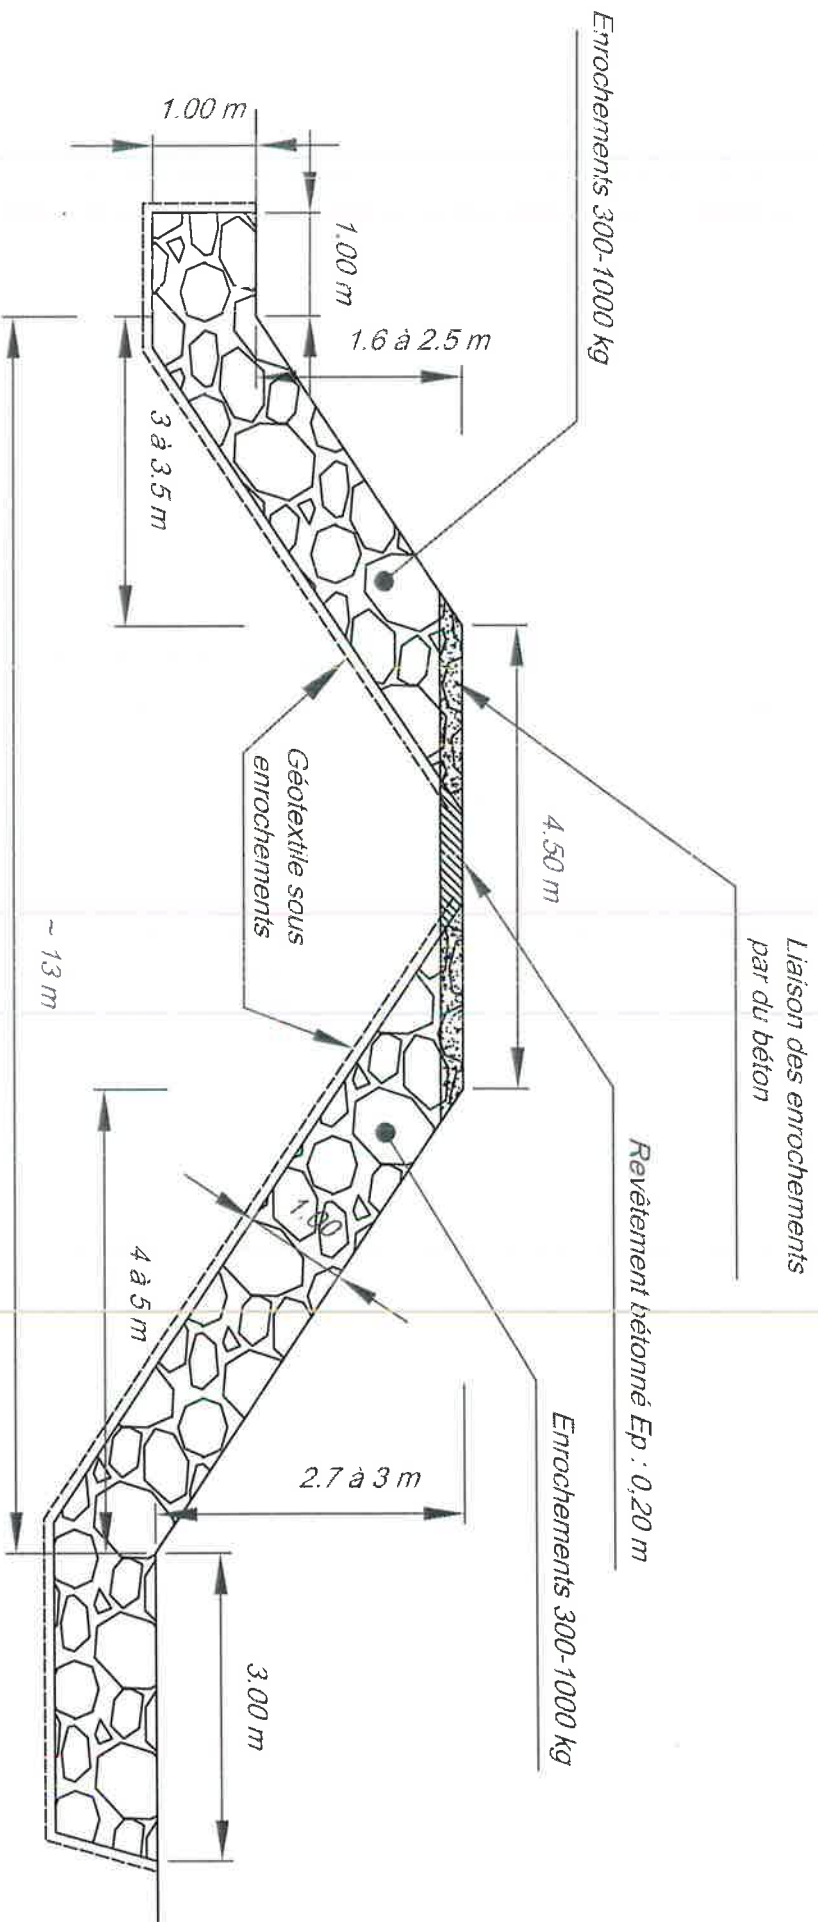 Enrochements 300-1000 kg
Liaison des enrochements
par du béton
Revêtement bétonné Ep : 0,20 m
Enrochements 300-1000 kg
1.00 m
1.00 m
1.6 à 2.5 m
4.50 m
3 à 3.5 m
Géotextile sous
enrochements
1.00
2.7 à 3 m
4 à 5 m
3.00 m
~ 13 m